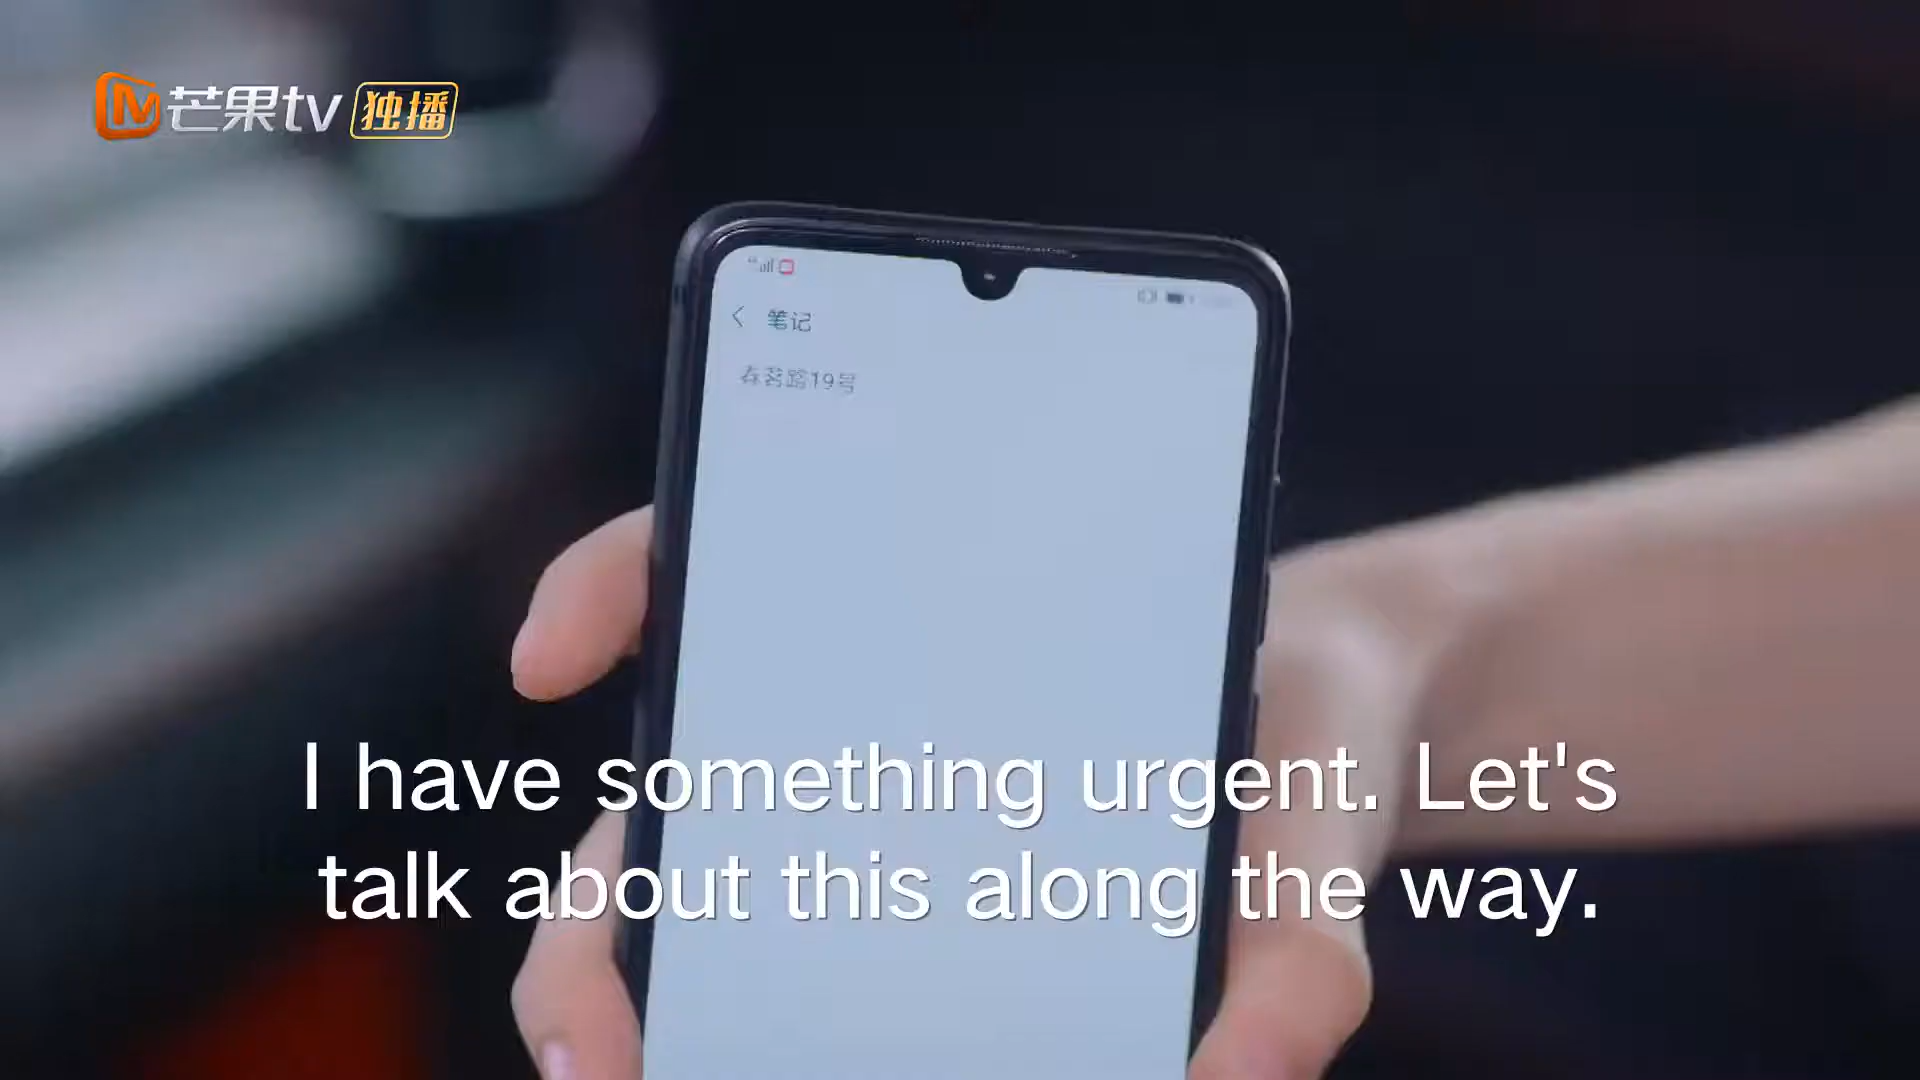 芒果tv 独播
笔记
存茗路19号
I have something urgent. Let's
talk about this along the way.